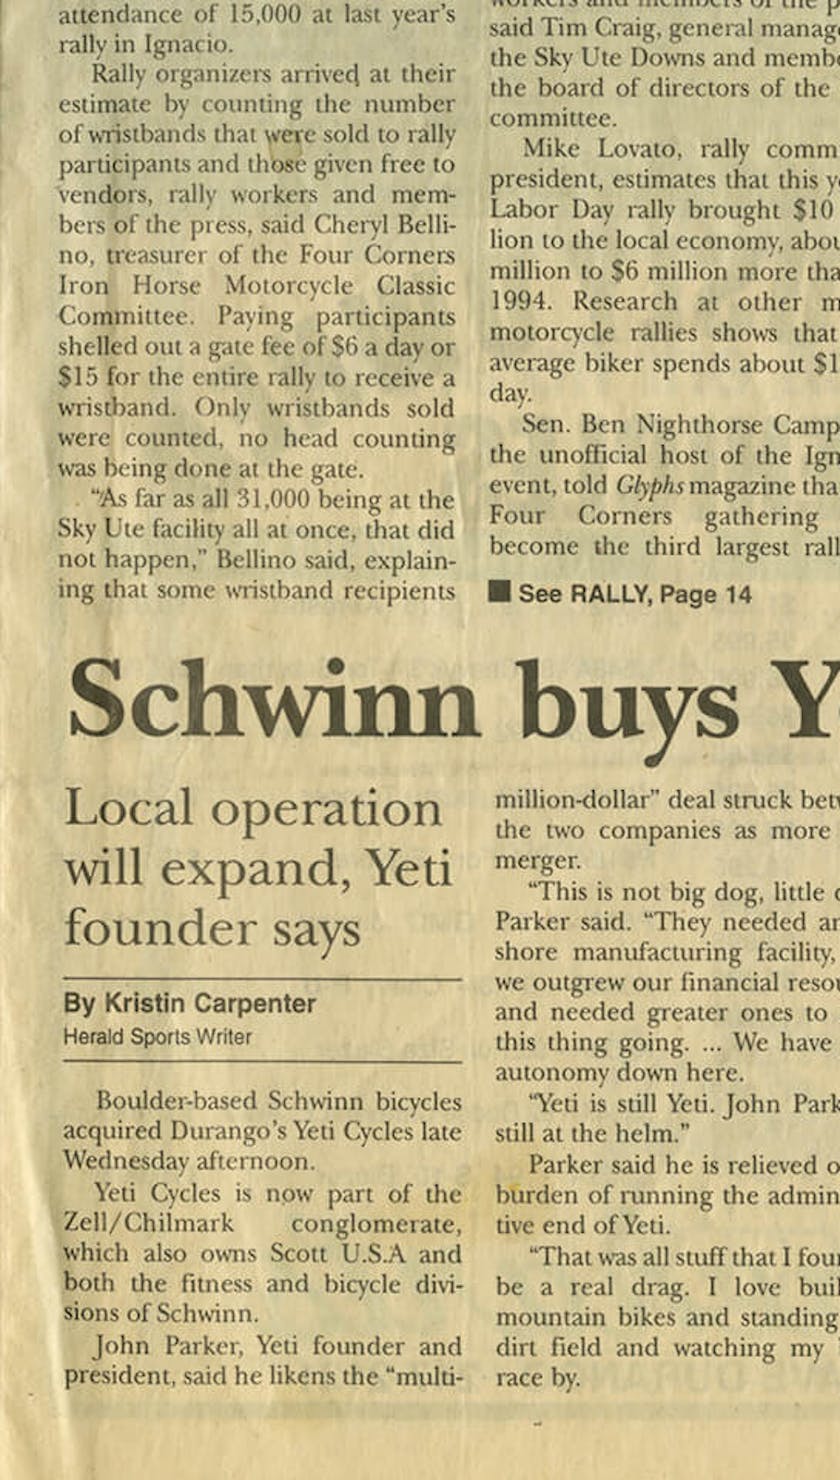 attendance of 15,000 at last year's
rally in Ignacio.
Rally organizers arrived at their
estimate by counting the number
of wristbands that were sold to rally
participants and those given free to
vendors, rally workers and mem-
bers of the press, said Cheryl Belli-
no, treasurer of the Four Corners
Iron Horse Motorcycle Classic
Committee. Paying participants
shelled out a gate fee of $6 a day or
$15 for the entire rally to receive a
wristband. Only wristbands sold
were counted, no head counting
was being done at the gate.
"As far as all 31,000 being at the
Sky Ute facility all at once, that did
not happen," Bellino said, explain-
ing that some wristband recipients
workers and members of the p
said Tim Craig, general manag
the Sky Ute Downs and memb
the board of directors of the
committee.
Mike Lovato, rally comm
president, estimates that this y
Labor Day rally brought $10
lion to the local economy, abou
million to $6 million more tha
1994. Research at other m
motorcycle rallies shows that
average biker spends about $1
day.
Sen. Ben Nighthorse Camp
the unofficial host of the Ign
event, told Glyphs magazine tha
Four Corners gathering
become the third largest rall
■ See RALLY, Page 14
Schwinn buys Y
Local operation
will expand, Yeti
founder says
By Kristin Carpenter
Herald Sports Writer
Boulder-based Schwinn bicycles
acquired Durango's Yeti Cycles late
Wednesday afternoon.
Yeti Cycles is now part of the
Zell/Chilmark conglomerate,
which also owns Scott U.S.A and
both the fitness and bicycle divi-
sions of Schwinn.
John Parker, Yeti founder and
president, said he likens the "multi-
million-dollar" deal struck betw
the two companies as more
merger.
"This is not big dog, little d
Parker said. "They needed an
shore manufacturing facility,
we outgrew our financial resou
and needed greater ones to
this thing going. ... We have
autonomy down here.
"Yeti is still Yeti. John Park
still at the helm."
Parker said he is relieved o
burden of running the admin
tive end of Yeti.
"That was all stuff that I foun
be a real drag. I love buil
mountain bikes and standing
dirt field and watching my
race by.